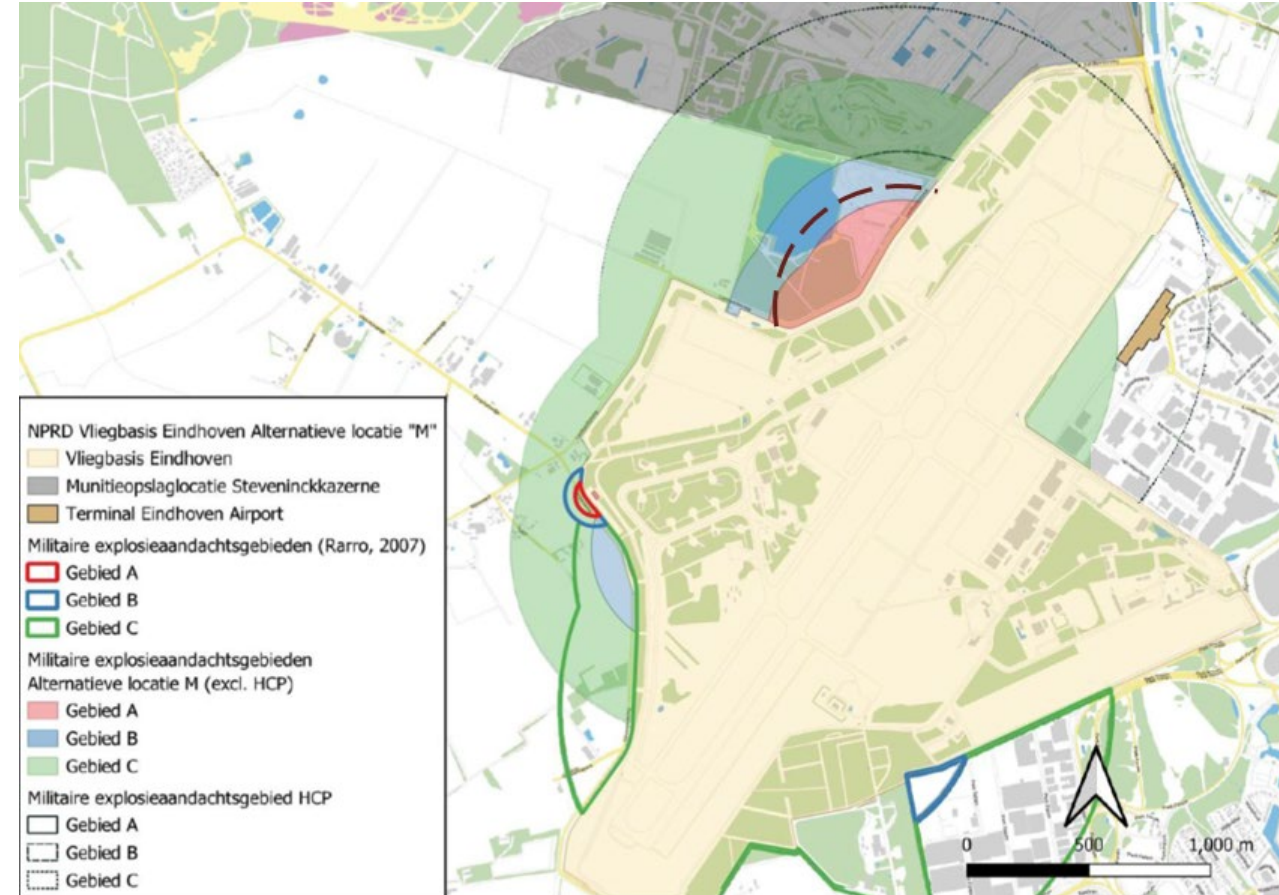 NPRD Vliegbasis Eindhoven Alternatieve locatie "M"
Vliegbasis Eindhoven
Munitieopslaglocatie Steveninckkazerne
Terminal Eindhoven Airport
Militaire explosieaandachtsgebieden (Rarro, 2007)
Gebied A
Gebied B
Gebied C
Militaire explosieaandachtsgebieden
Alternatieve locatie M (excl. HCP)
Gebied A
Gebied B
Gebied C
Militaire explosieaandachtsgebied HCP
Gebied A
Gebied B
Gebied C
0 500 1,000 m